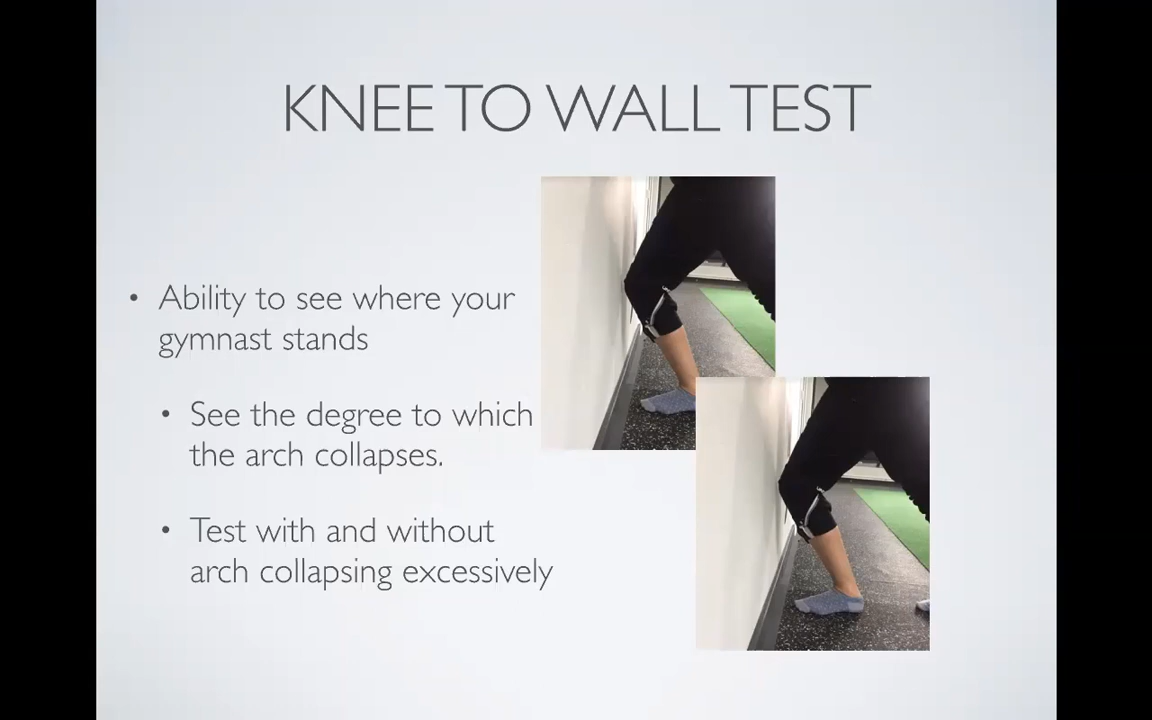 KNEE TO WALL TEST
• Ability to see where your
gymnast stands
• See the degree to which
the arch collapses.
• Test with and without
arch collapsing excessively